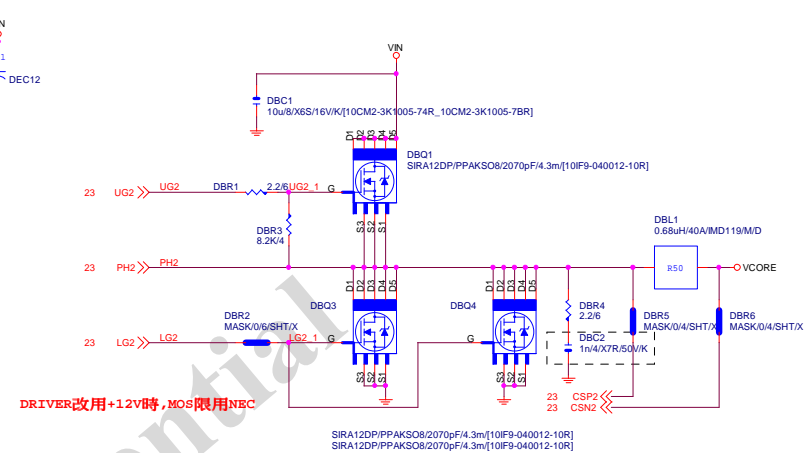 N
1
DEC12
VIN
DBC1
10u/8/X6S/16V/K/[10CM2-3K1005-74R_10CM2-3K1005-7BR]
D1 D2 D3 D4 D5
DBQ1
SIRA12DP/PPAKSO8/2070pF/4.3m/[10IF9-040012-10R]
23 UG2 UG2 DBR1 2.2/6 UG2_1 G
S3 S2 S1
DBR3
8.2K/4
DBL1
0.68uH/40A/IMD119/M/D
23 PH2 PH2
R50
VCORE
D1 D2 D3 D4 D5
D1 D2 D3 D4 D5
DBR2
MASK/0/6/SHT/X
DBQ3
DBQ4
DBR4
2.2/6
DBR5
MASK/0/4/SHT/X
DBR6
MASK/0/4/SHT/X
23 LG2 LG2 LG2_1 G
G
DBC2
1n/4/X7R/50V/K
S3 S2 S1
S3 S2 S1
23 CSP2
23 CSN2
DRIVER改用+12V時,MOS限用NEC
SIRA12DP/PPAKSO8/2070pF/4.3m/[10IF9-040012-10R]
SIRA12DP/PPAKSO8/2070pF/4.3m/[10IF9-040012-10R]
ential